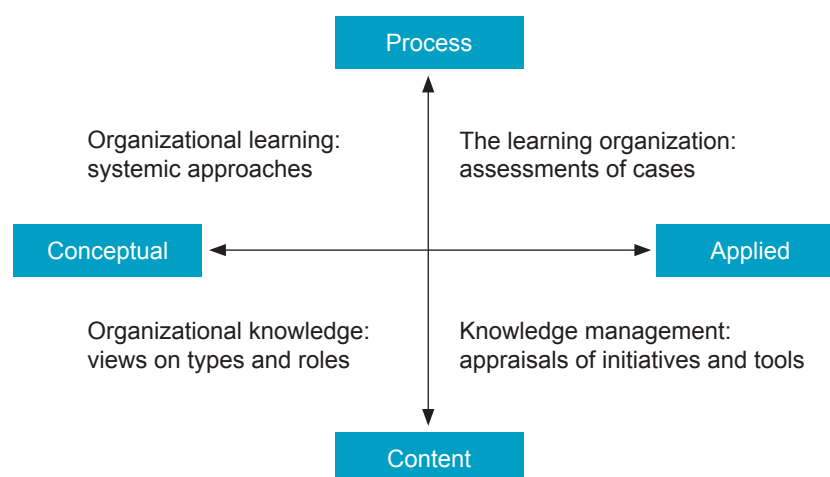 Process
Organizational learning:
systemic approaches
The learning organization:
assessments of cases
Conceptual
Applied
Organizational knowledge:
views on types and roles
Knowledge management:
appraisals of initiatives and tools
Content